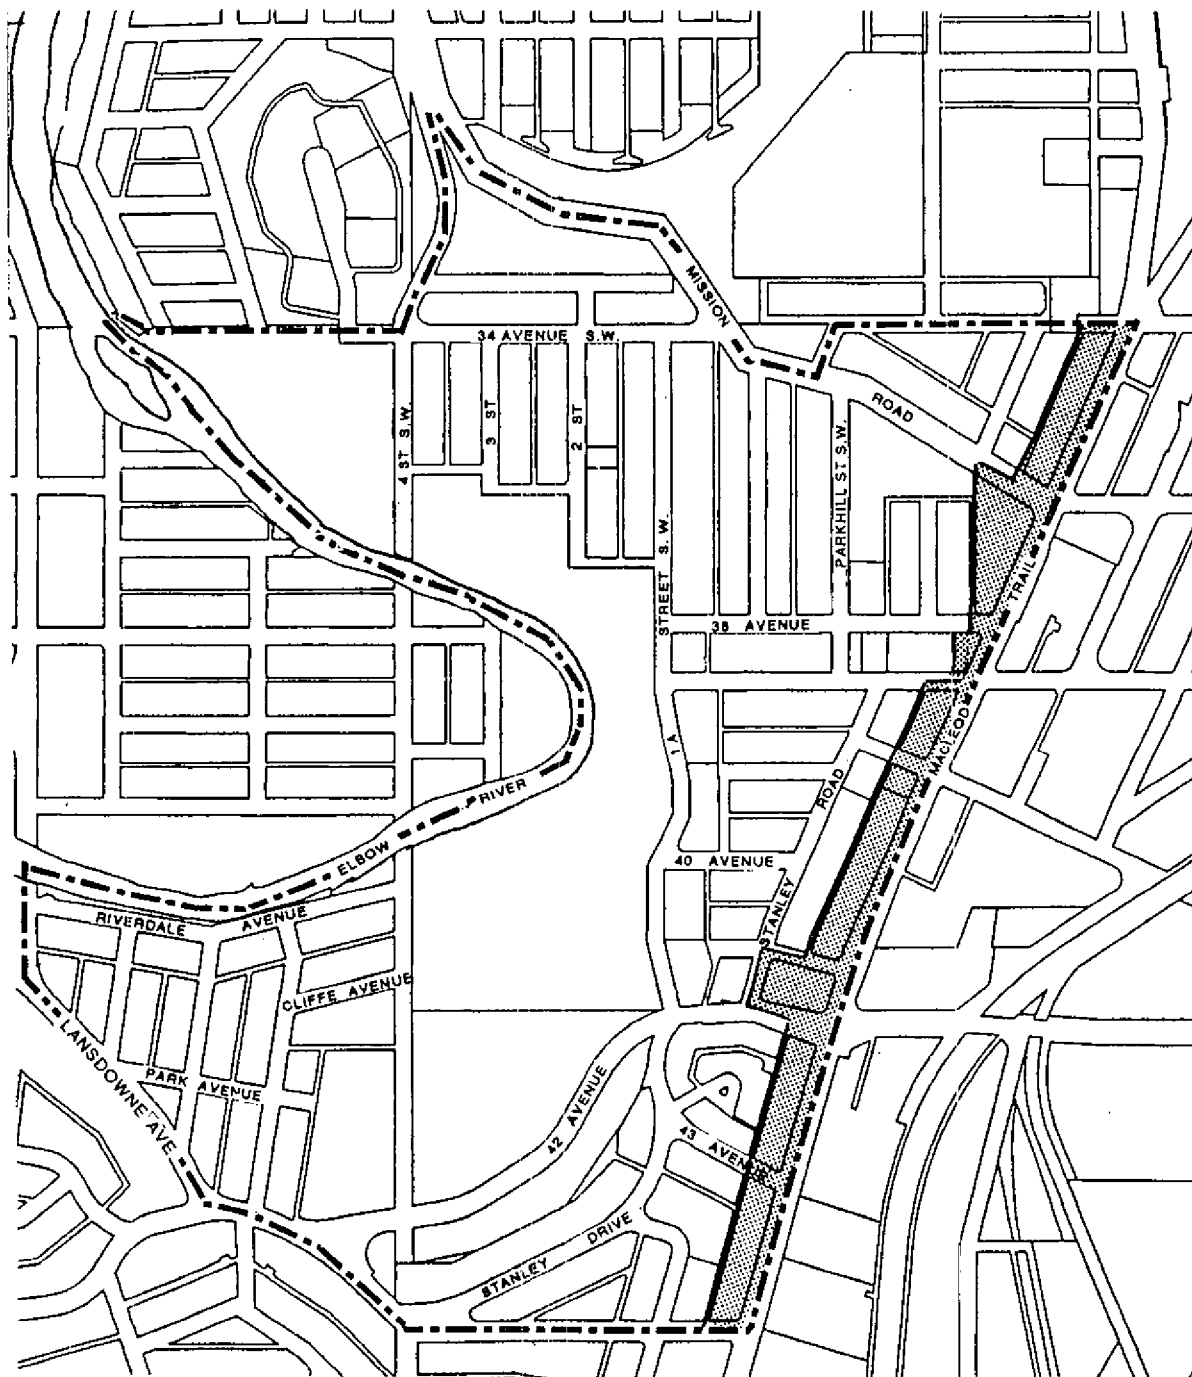 MISSION
34 AVENUE S.W.
ROAD
4 ST S.W.
3 ST
2 ST
STREET S.W.
PARKHILL ST S.W.
TRAIL
38 AVENUE
MACLEOD
1 A
ROAD
RIVER
ELBOW
40 AVENUE
STANLEY
RIVERDALE AVENUE
CLIFFE AVENUE
LANSDOWNE AVE
PARK AVENUE
42 AVENUE
43 AVENUE
STANLEY DRIVE